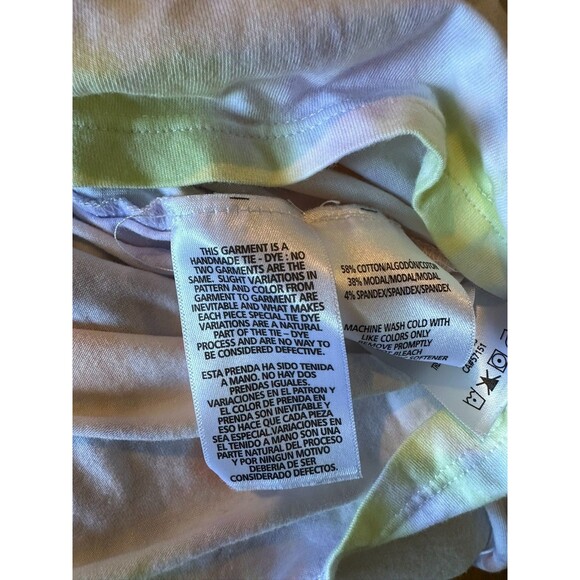 THIS GARMENT IS A
HANDMADE TIE - DYE : NO
TWO GARMENTS ARE THE
SAME. SLIGHT VARIATIONS IN
PATTERN AND COLOR FROM
GARMENT TO GARMENT ARE
INEVITABLE AND WHAT MAKES
EACH PIECE SPECIAL.TIE DYE
VARIATIONS ARE A NATURAL
PART OF THE TIE - DYE
PROCESS AND ARE NO WAY TO
BE CONSIDERED DEFECTIVE.
ESTA PRENDA HA SIDO TENIDA
A MANO. NO HAY DOS
PRENDAS IGUALES.
VARIACIONES EN EL PATRON Y
EL COLOR DE PRENDA EN
PRENDA SON INEVITABLE Y
ESO HACE QUE CADA PIEZA
SEA ESPECIAL.VARIACIONES EN
EL TENIDO A MANO SON UNA
PARTE NATURAL DEL PROCESO
Y POR NINGUN MOTIVO
DEBERIA DE SER
CONSIDERADO DEFECTOS.
58% COTTON/ALGODÓN/COTON
38% MODAL/MODAL/MODAL
4% SPANDEX/SPANDEX/SPANDEX
MACHINE WASH COLD WITH
LIKE COLORS ONLY
REMOVE PROMPTLY
BLEACH
SOFTENER